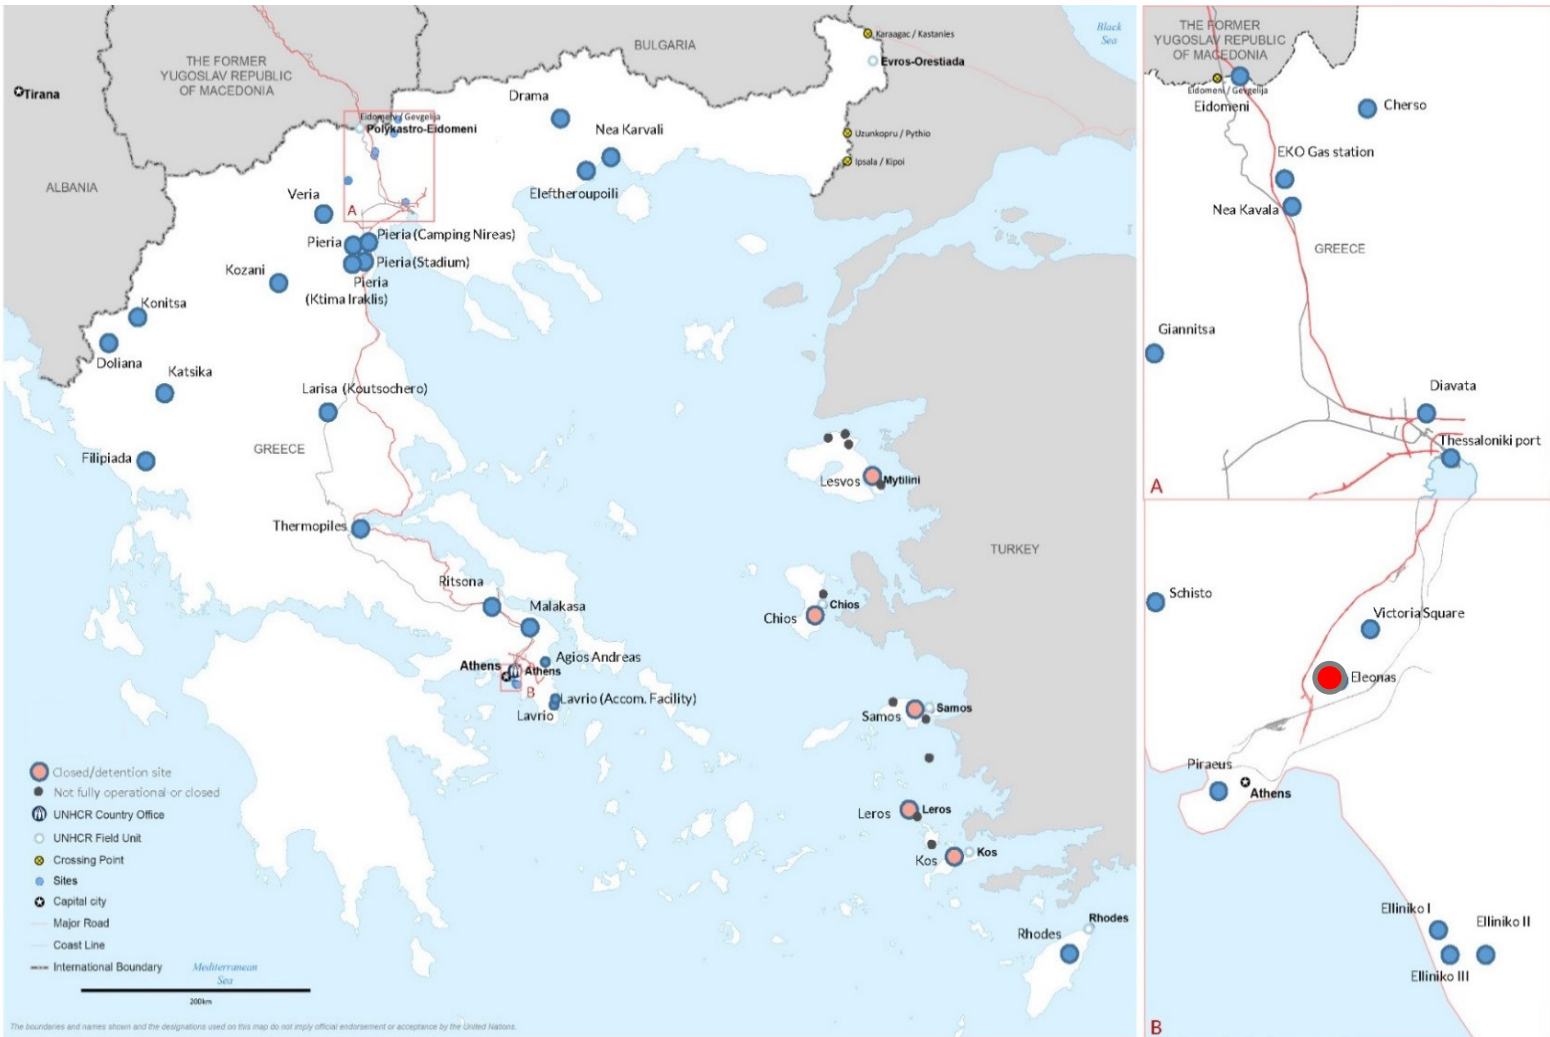 Black
Sea
BULGARIA
Karaagac / Kastanies
Evros-Orestiada
THE FORMER
YUGOSLAV REPUBLIC
OF MACEDONIA
Tirana
Drama
Eidomeni / Gevgelija
Polykastro-Eidomeni
Nea Karvali
Uzunkopru / Pythio
Ipsala / Kipoi
ALBANIA
Veria
A
Eleftheroupoili
Pieria
Pieria (Camping Nireas)
Pieria (Stadium)
Kozani
Pieria
(Ktima Iraklis)
Konitsa
Doliana
Katsika
Larisa (Koutsochero)
GREECE
Filipiada
Lesvos
Mytilini
Thermopiles
TURKEY
Ritsona
Malakasa
Chios
Chios
Athens
Athens
Agios Andreas
B
Lavrio (Accom. Facility)
Lavrio
Samos
Samos
Leros
Leros
Kos
Kos
Rhodes
Rhodes
Closed/detention site
Not fully operational or closed
UNHCR Country Office
UNHCR Field Unit
Crossing Point
Sites
Capital city
Major Road
Coast Line
International Boundary
Mediterranean
Sea
200km
The boundaries and names shown and the designations used on this map do not imply official endorsement or acceptance by the United Nations.
THE FORMER
YUGOSLAV REPUBLIC
OF MACEDONIA
Eidomeni / Gevgelija
Eidomeni
Cherso
EKO Gas station
Nea Kavala
GREECE
Giannitsa
Diavata
Thessaloniki port
A
Schisto
Victoria Square
Eleonas
Piraeus
Athens
Elliniko I
Elliniko II
Elliniko III
B